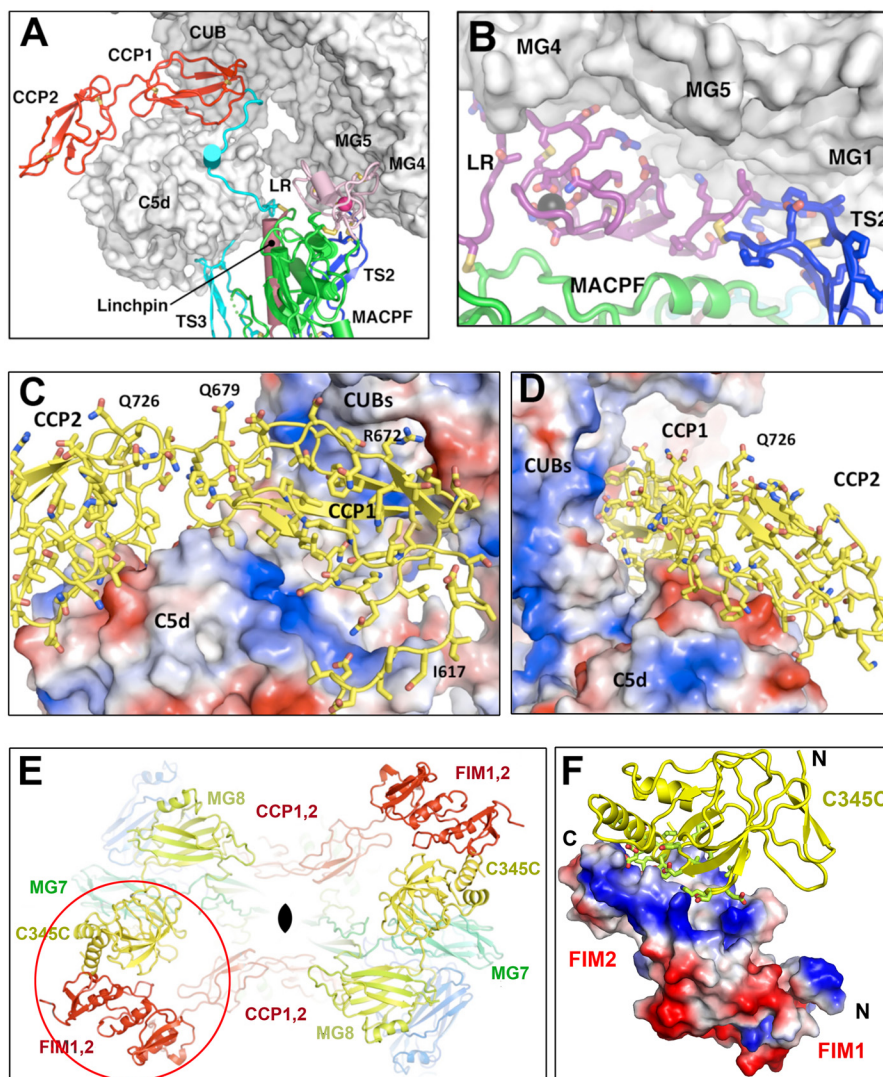 A
CUB
CCP1
CCP2
MG5
MG4
LR
C5d
TS2
Linchpin
TS3
MACPF
B
MG4
MG5
LR
MG1
TS2
MACPF
C
Q726
Q679
CUBs
CCP2
R672
CCP1
C5d
I617
D
CCP1
Q726
CUBs
CCP2
C5d
E
FIM1,2
MG8
CCP1,2
C345C
MG7
C345C
MG7
CCP1,2
MG8
FIM1,2
F
N
C345C
C
FIM2
N
FIM1